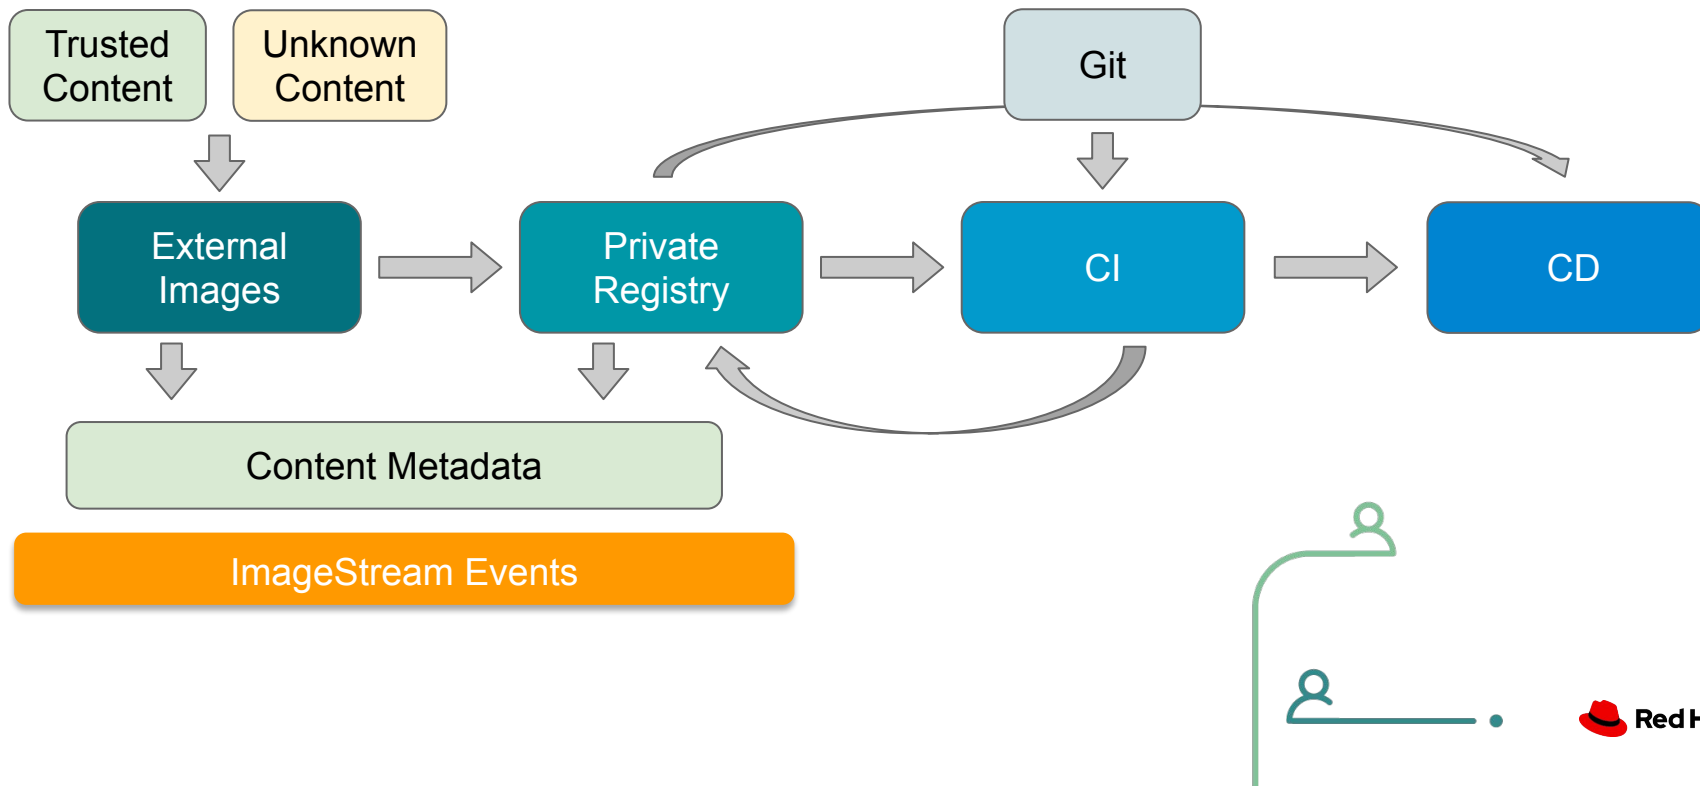 Trusted
Content
Unknown
Content
Git
External
Images
Private
Registry
CI
CD
Content Metadata
ImageStream Events
Red H